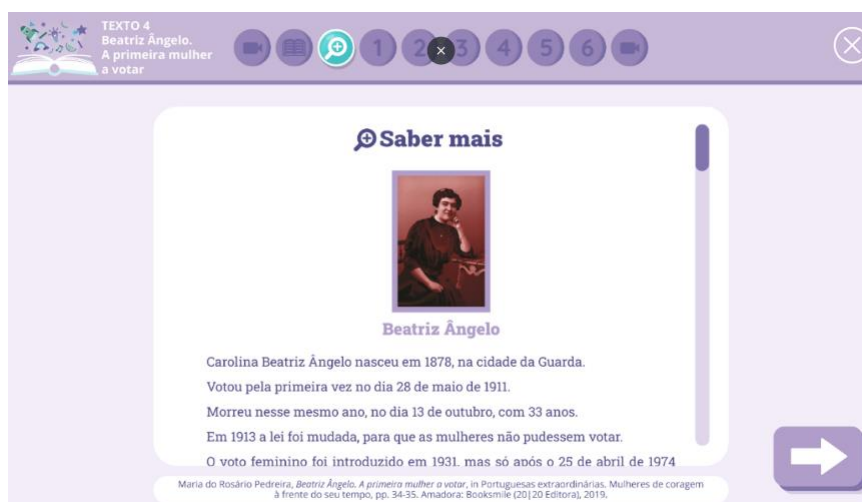 TEXTO 4
Beatriz Ângelo.
A primeira mulher
a votar
1 2 3 4 5 6
Saber mais
Beatriz Ângelo
Carolina Beatriz Ângelo nasceu em 1878, na cidade da Guarda.
Votou pela primeira vez no dia 28 de maio de 1911.
Morreu nesse mesmo ano, no dia 13 de outubro, com 33 anos.
Em 1913 a lei foi mudada, para que as mulheres não pudessem votar.
O voto feminino foi introduzido em 1931, mas só após o 25 de abril de 1974
Maria do Rosário Pedreira, Beatriz Ângelo. A primeira mulher a votar, in Portuguesas extraordinárias. Mulheres de coragem
à frente do seu tempo, pp. 34-35. Amadora: Booksmile (20|20 Editora), 2019.